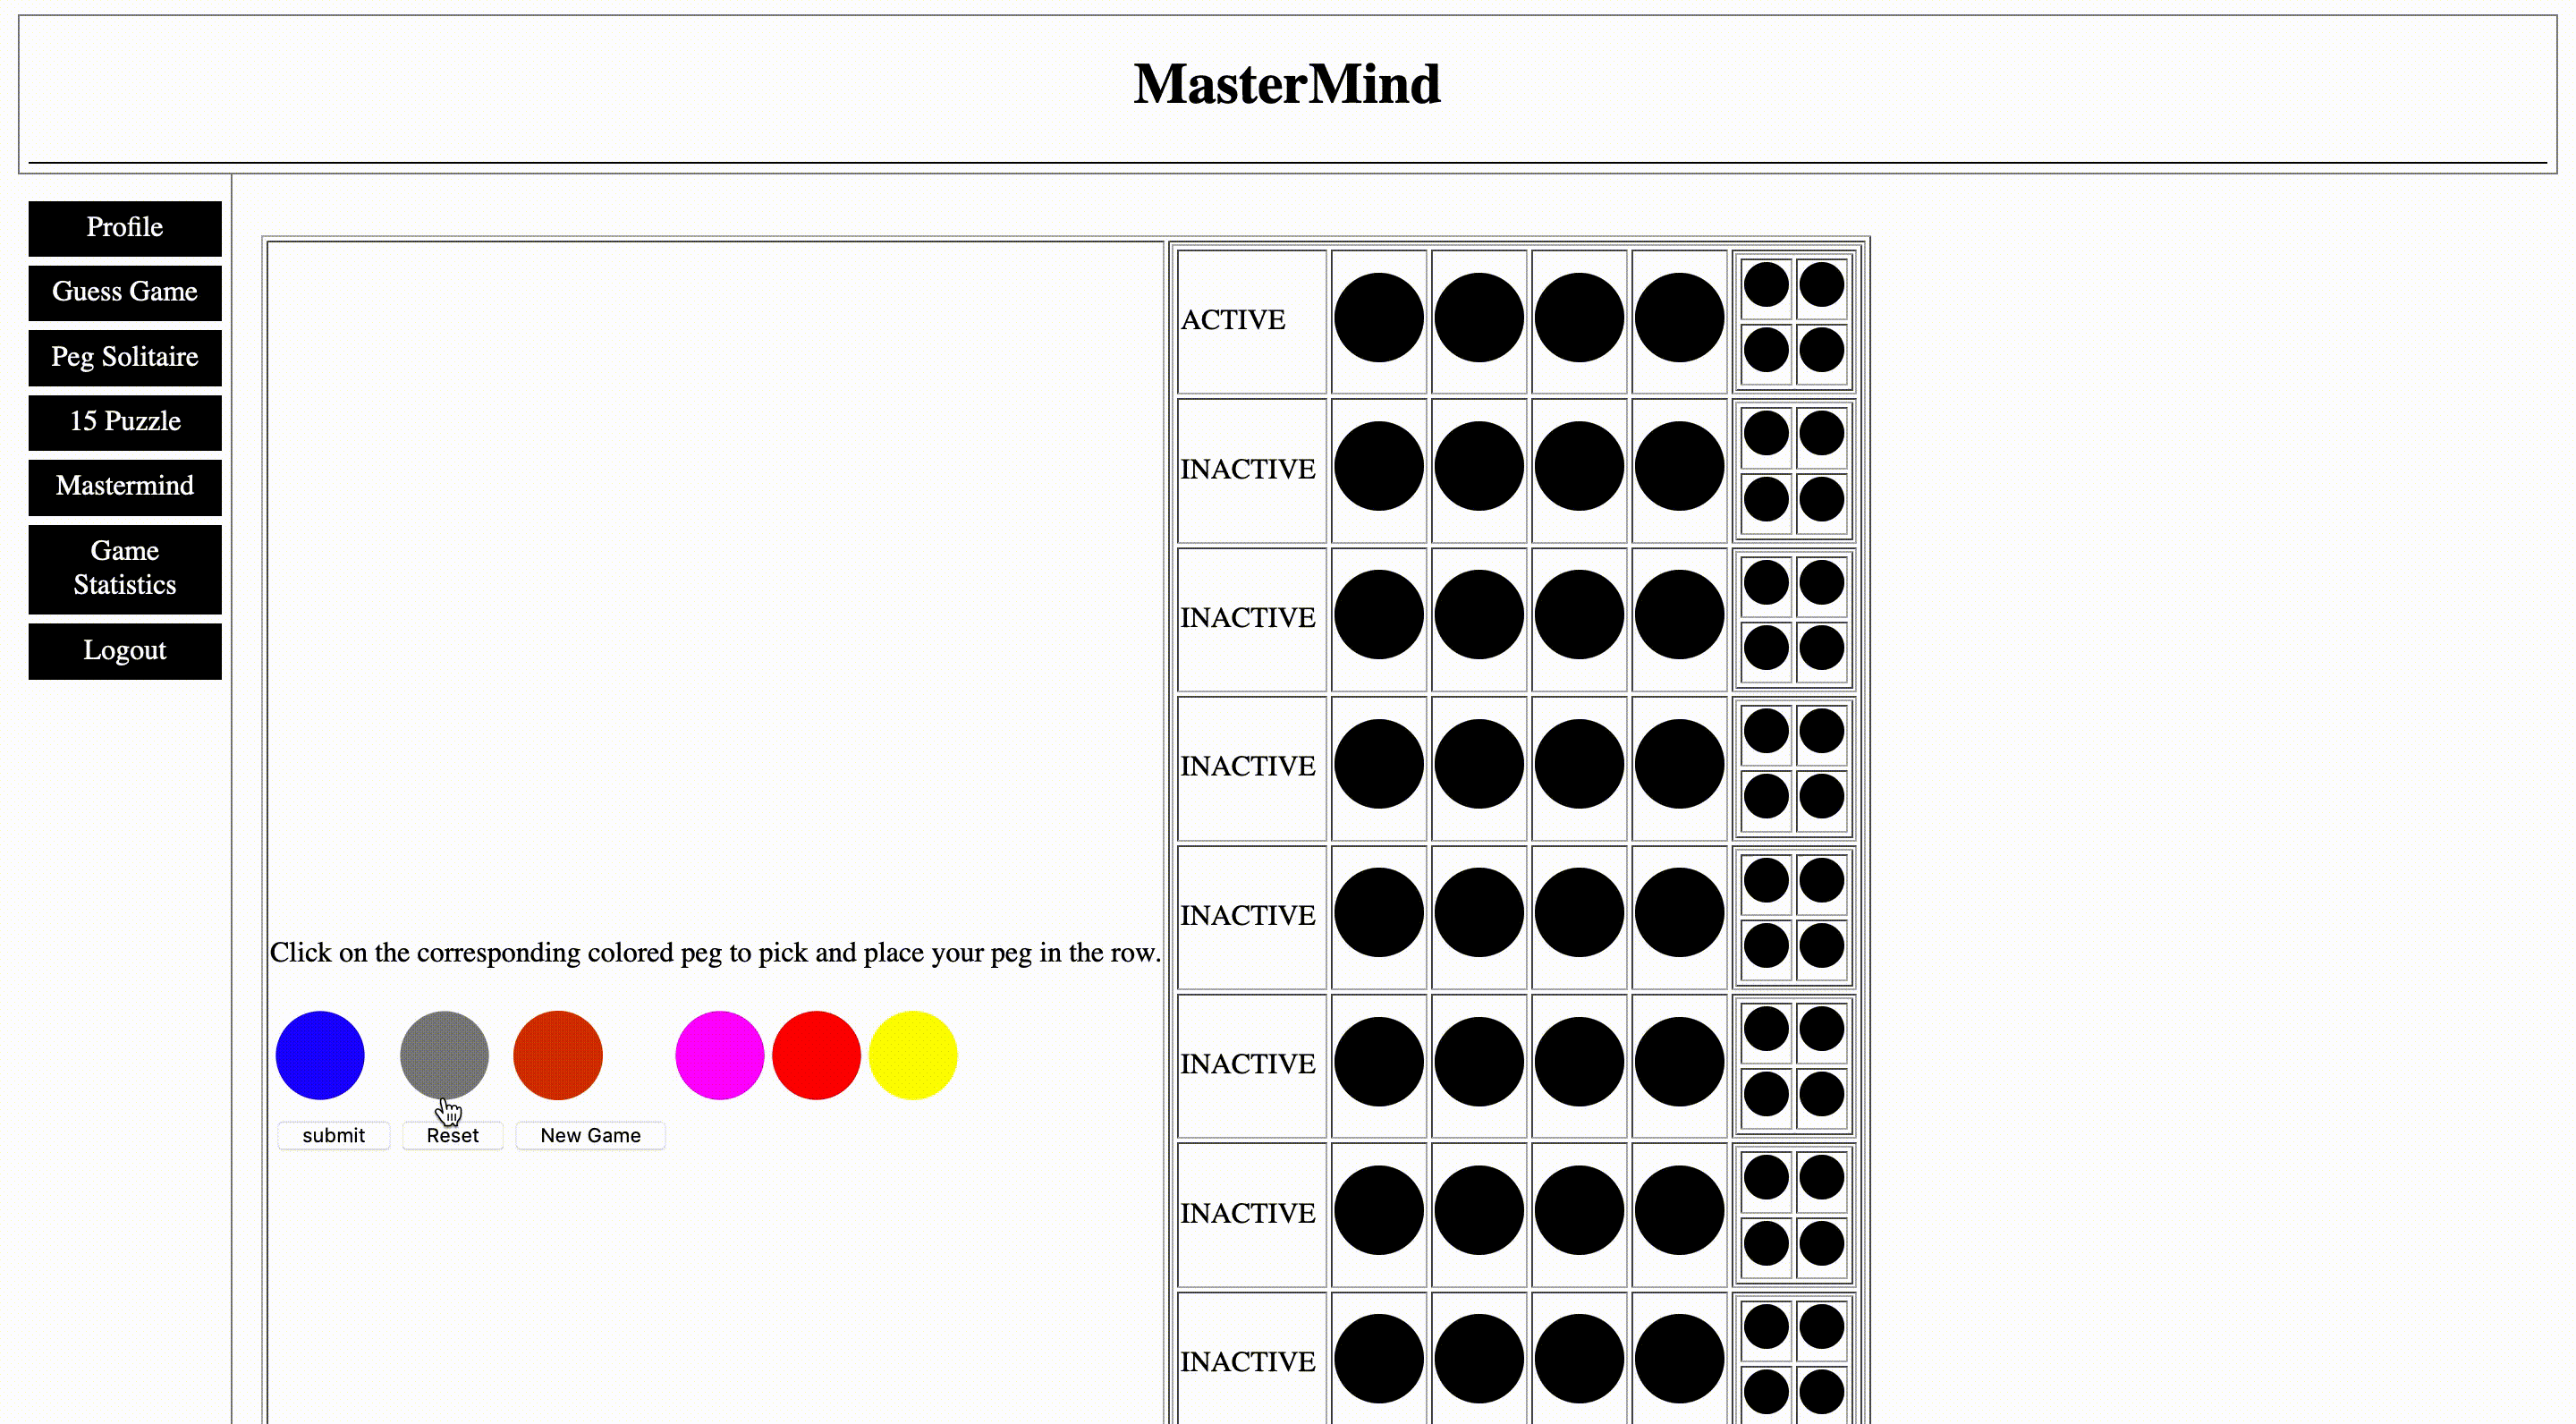 MasterMind
Profile
Guess Game
Peg Solitaire
15 Puzzle
Mastermind
Game
Statistics
Logout
Click on the corresponding colored peg to pick and place your peg in the row.
submit
Reset
New Game
ACTIVE
INACTIVE
INACTIVE
INACTIVE
INACTIVE
INACTIVE
INACTIVE
INACTIVE